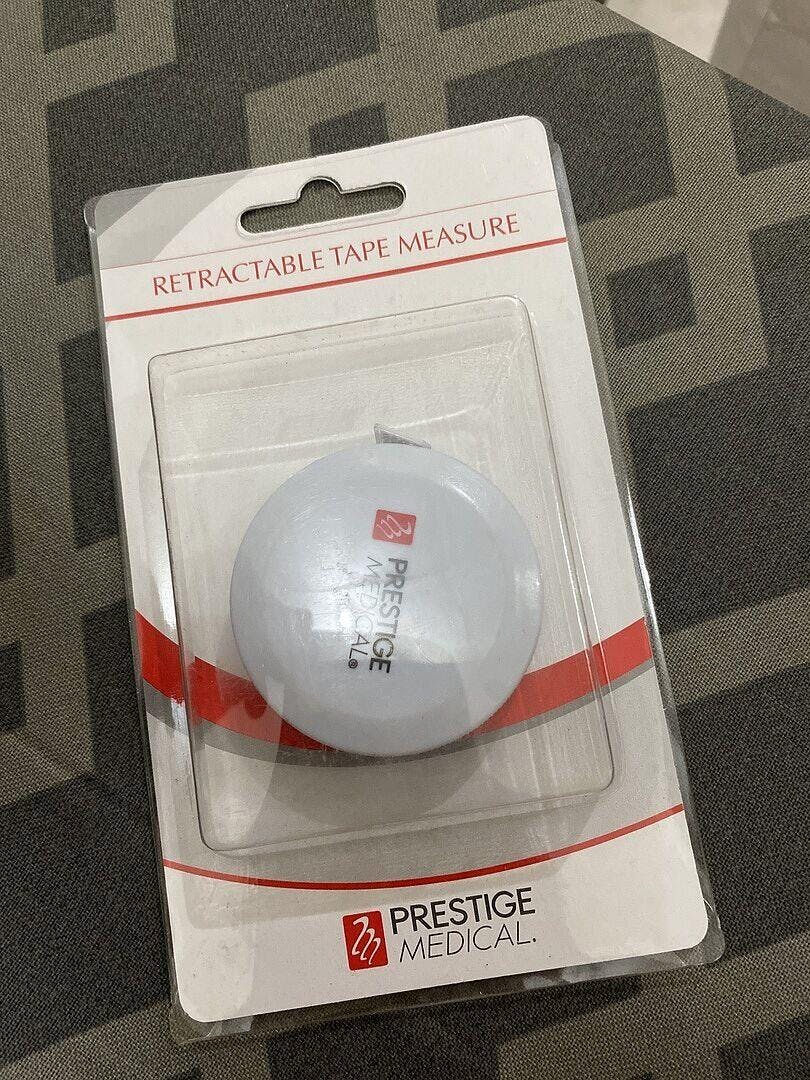 RETRACTABLE TAPE MEASURE
PRESTIGE
MEDICAL®
PRESTIGE
MEDICAL.